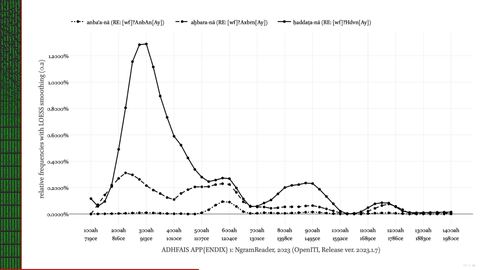 anbaʾa-nā (RE: [wf]?AnbAn[Ay])
aḫbara-nā (RE: [wf]?Axbrn[Ay])
ḥaddaṯa-nā (RE: [wf]?Hdvn[Ay])
relative frequencies with LOESS smoothing (0.2)
1.2000%
1.0000%
0.8000%
0.6000%
0.4000%
0.2000%
0.0000%
100ah 200ah 300ah 400ah 500ah 600ah 700ah 800ah 900ah 1000ah 1100ah 1200ah 1300ah 1400ah
719ce 816ce 913ce 1010ce 1107ce 1204ce 1301ce 1398ce 1495ce 1592ce 1689ce 1786ce 1883ce 1980ce
ADHFAIS APP{ENDIX} 1: NgramReader, 2023 (OpenITI, Release ver. 2023.1.7)